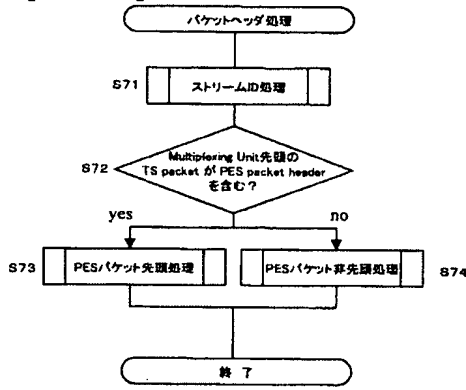 パケットヘッダ処理
S71
ストリームID処理
S72
Multiplexing Unit先頭の
TS packet が PES packet header
を含む?
yes
no
S73
PESパケット先頭処理
PESパケット非先頭処理
S74
終 了